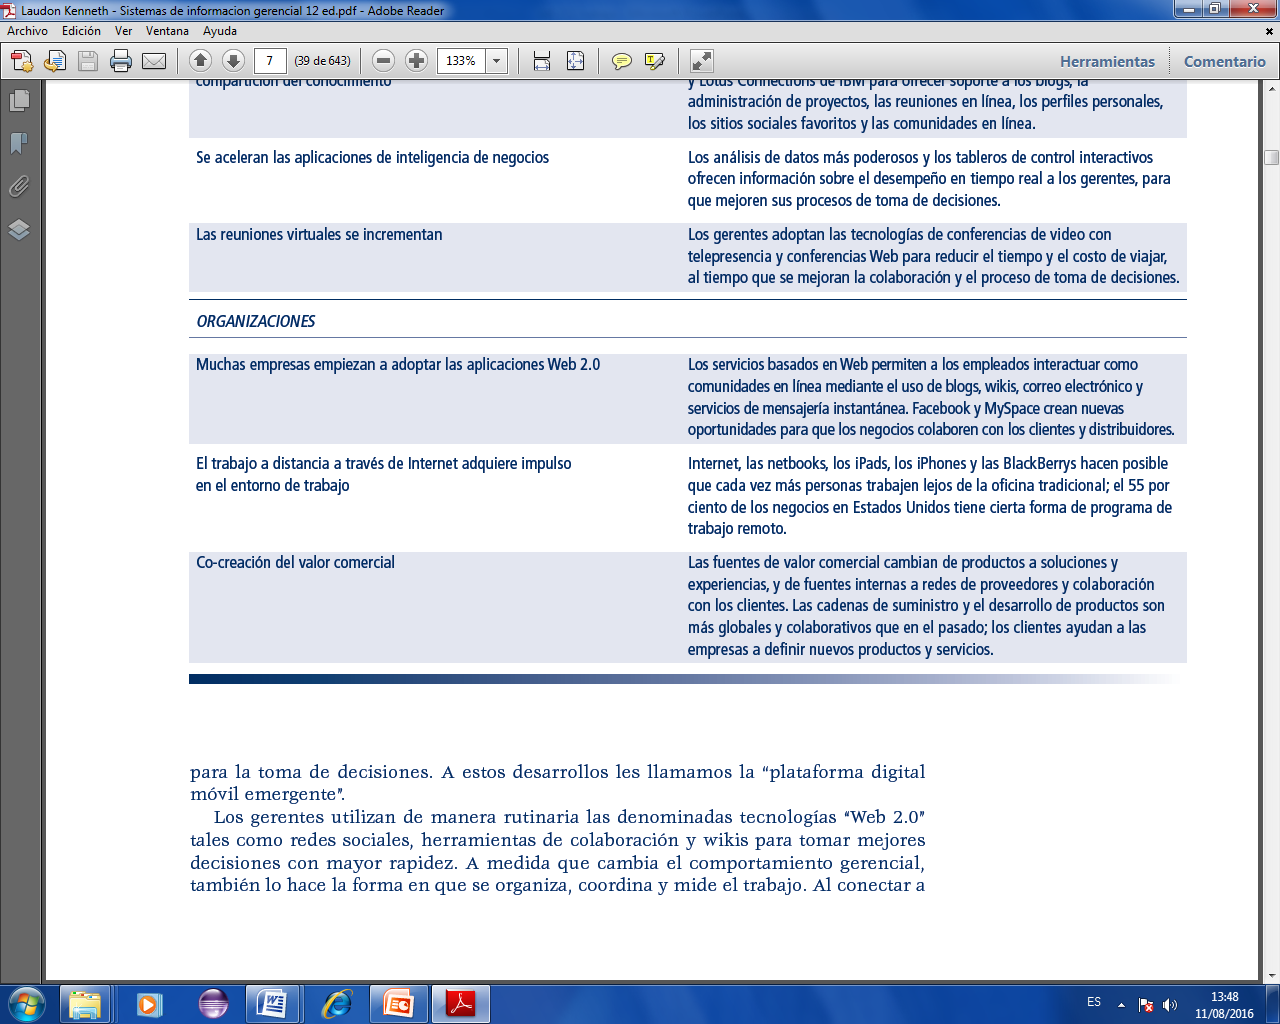 Laudon Kenneth - Sistemas de informacion gerencial 12 ed.pdf - Adobe Reader
Archivo Edición Ver Ventana Ayuda
7 (39 de 643) 133% Herramientas Comentario
compartición del conocimiento
y Lotus Connections de IBM para ofrecer soporte a los blogs, la
administración de proyectos, las reuniones en línea, los perfiles personales,
los sitios sociales favoritos y las comunidades en línea.
Se aceleran las aplicaciones de inteligencia de negocios
Los análisis de datos más poderosos y los tableros de control interactivos
ofrecen información sobre el desempeño en tiempo real a los gerentes, para
que mejoren sus procesos de toma de decisiones.
Las reuniones virtuales se incrementan
Los gerentes adoptan las tecnologías de conferencias de video con
telepresencia y conferencias Web para reducir el tiempo y el costo de viajar,
al tiempo que se mejoran la colaboración y el proceso de toma de decisiones.
ORGANIZACIONES
Muchas empresas empiezan a adoptar las aplicaciones Web 2.0
Los servicios basados en Web permiten a los empleados interactuar como
comunidades en línea mediante el uso de blogs, wikis, correo electrónico y
servicios de mensajería instantánea. Facebook y MySpace crean nuevas
oportunidades para que los negocios colaboren con los clientes y distribuidores.
El trabajo a distancia a través de Internet adquiere impulso
en el entorno de trabajo
Internet, las netbooks, los iPads, los iPhones y las BlackBerrys hacen posible
que cada vez más personas trabajen lejos de la oficina tradicional; el 55 por
ciento de los negocios en Estados Unidos tiene cierta forma de programa de
trabajo remoto.
Co-creación del valor comercial
Las fuentes de valor comercial cambian de productos a soluciones y
experiencias, y de fuentes internas a redes de proveedores y colaboración
con los clientes. Las cadenas de suministro y el desarrollo de productos son
más globales y colaborativos que en el pasado; los clientes ayudan a las
empresas a definir nuevos productos y servicios.
para la toma de decisiones. A estos desarrollos les llamamos la “plataforma digital
móvil emergente”.
Los gerentes utilizan de manera rutinaria las denominadas tecnologías “Web 2.0”
tales como redes sociales, herramientas de colaboración y wikis para tomar mejores
decisiones con mayor rapidez. A medida que cambia el comportamiento gerencial,
también lo hace la forma en que se organiza, coordina y mide el trabajo. Al conectar a
ES
13:48
11/08/2016